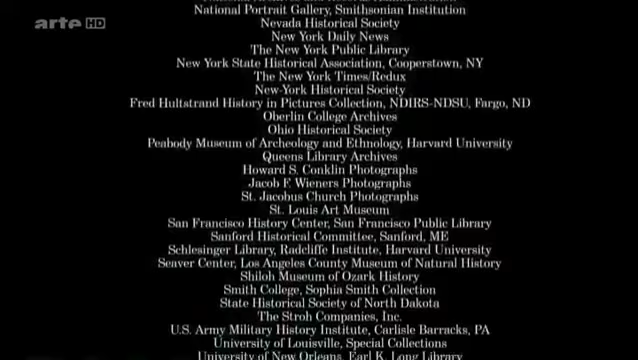 arte HD
National Portrait Gallery, Smithsonian Institution
Nevada Historical Society
New York Daily News
The New York Public Library
New York State Historical Association, Cooperstown, NY
The New York Times/Redux
New-York Historical Society
Fred Hultstrand History in Pictures Collection, NDIRS-NDSU, Fargo, ND
Oberlin College Archives
Ohio Historical Society
Peabody Museum of Archeology and Ethnology, Harvard University
Queens Library Archives
Howard S. Conklin Photographs
Jacob F. Wieners Photographs
St. Jacobus Church Photographs
St. Louis Art Museum
San Francisco History Center, San Francisco Public Library
Sanford Historical Committee, Sanford, ME
Schlesinger Library, Radcliffe Institute, Harvard University
Seaver Center, Los Angeles County Museum of Natural History
Shiloh Museum of Ozark History
Smith College, Sophia Smith Collection
State Historical Society of North Dakota
The Stroh Companies, Inc.
U.S. Army Military History Institute, Carlisle Barracks, PA
University of Louisville, Special Collections
University of New Orleans, Earl K. Long Library